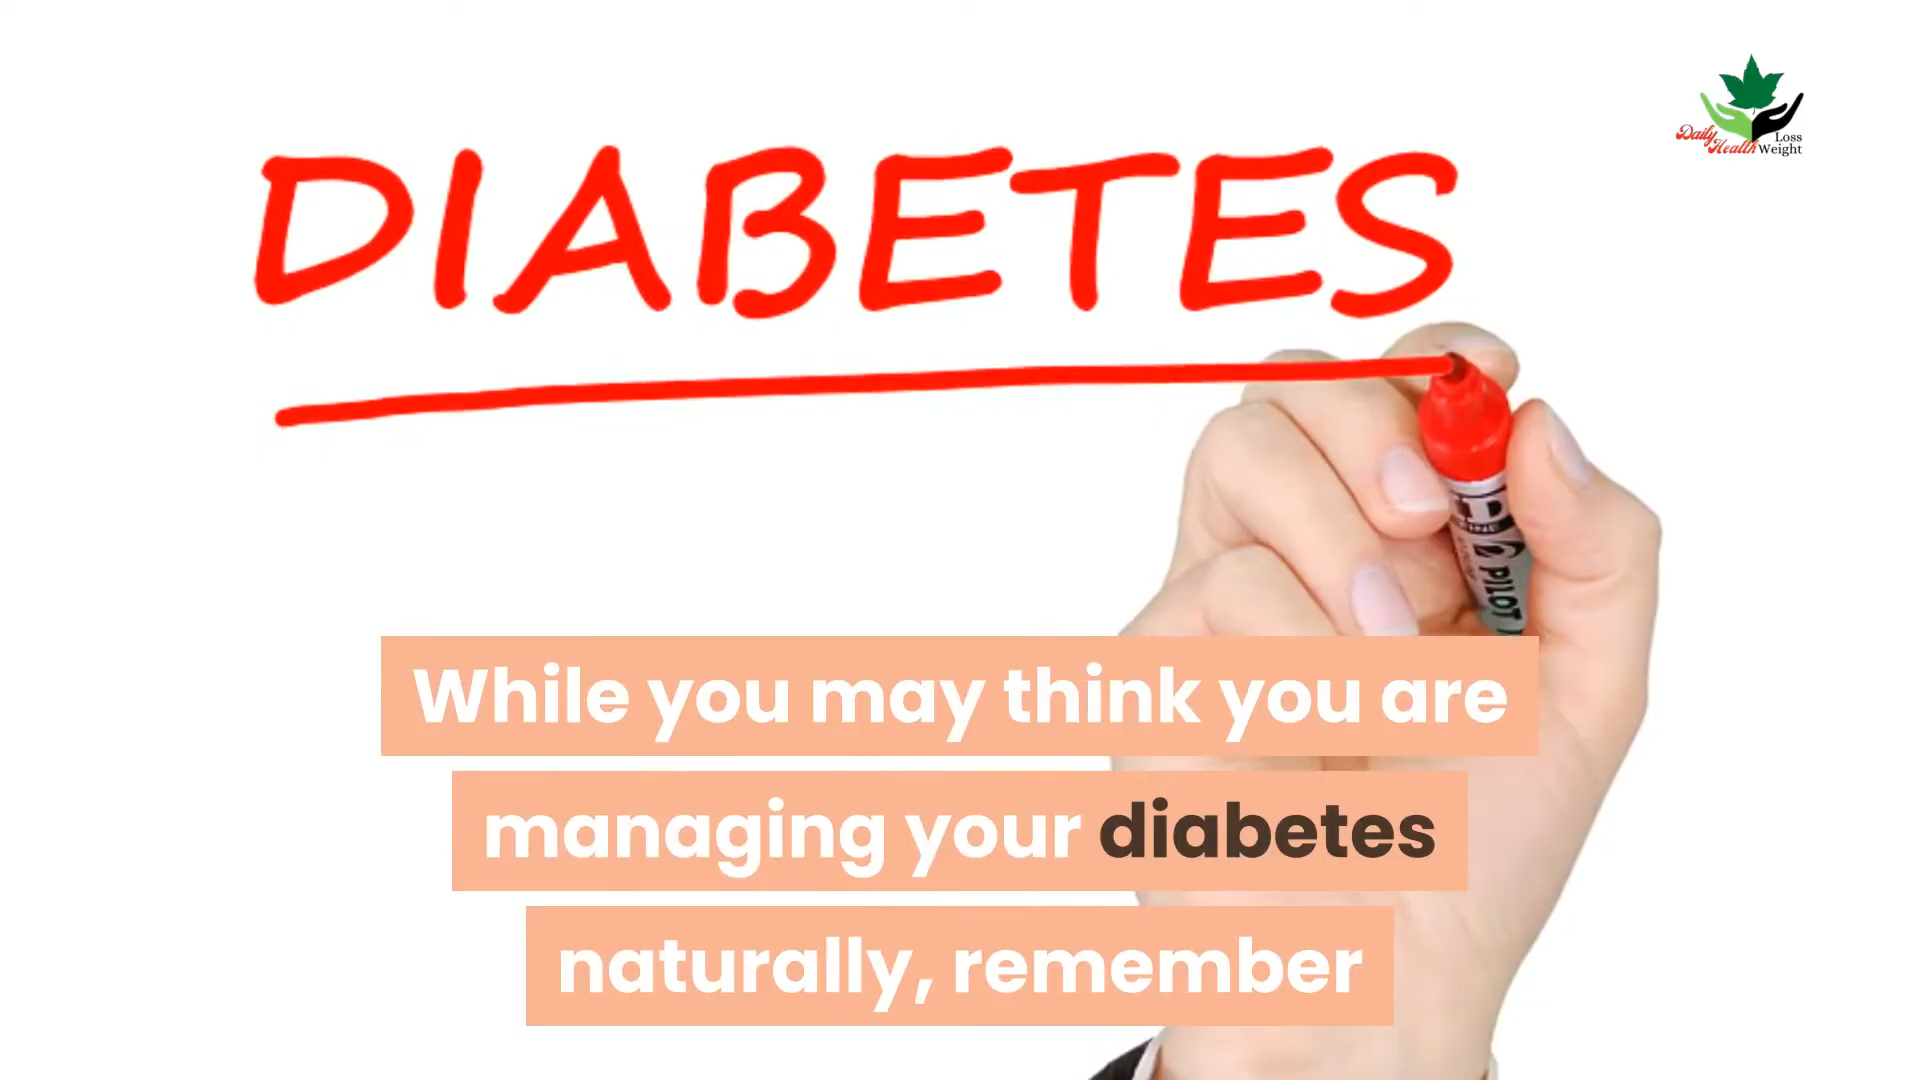 DIABETES
Daily Loss
Health Weight
PILOT
While you may think you are
managing your diabetes
naturally, remember